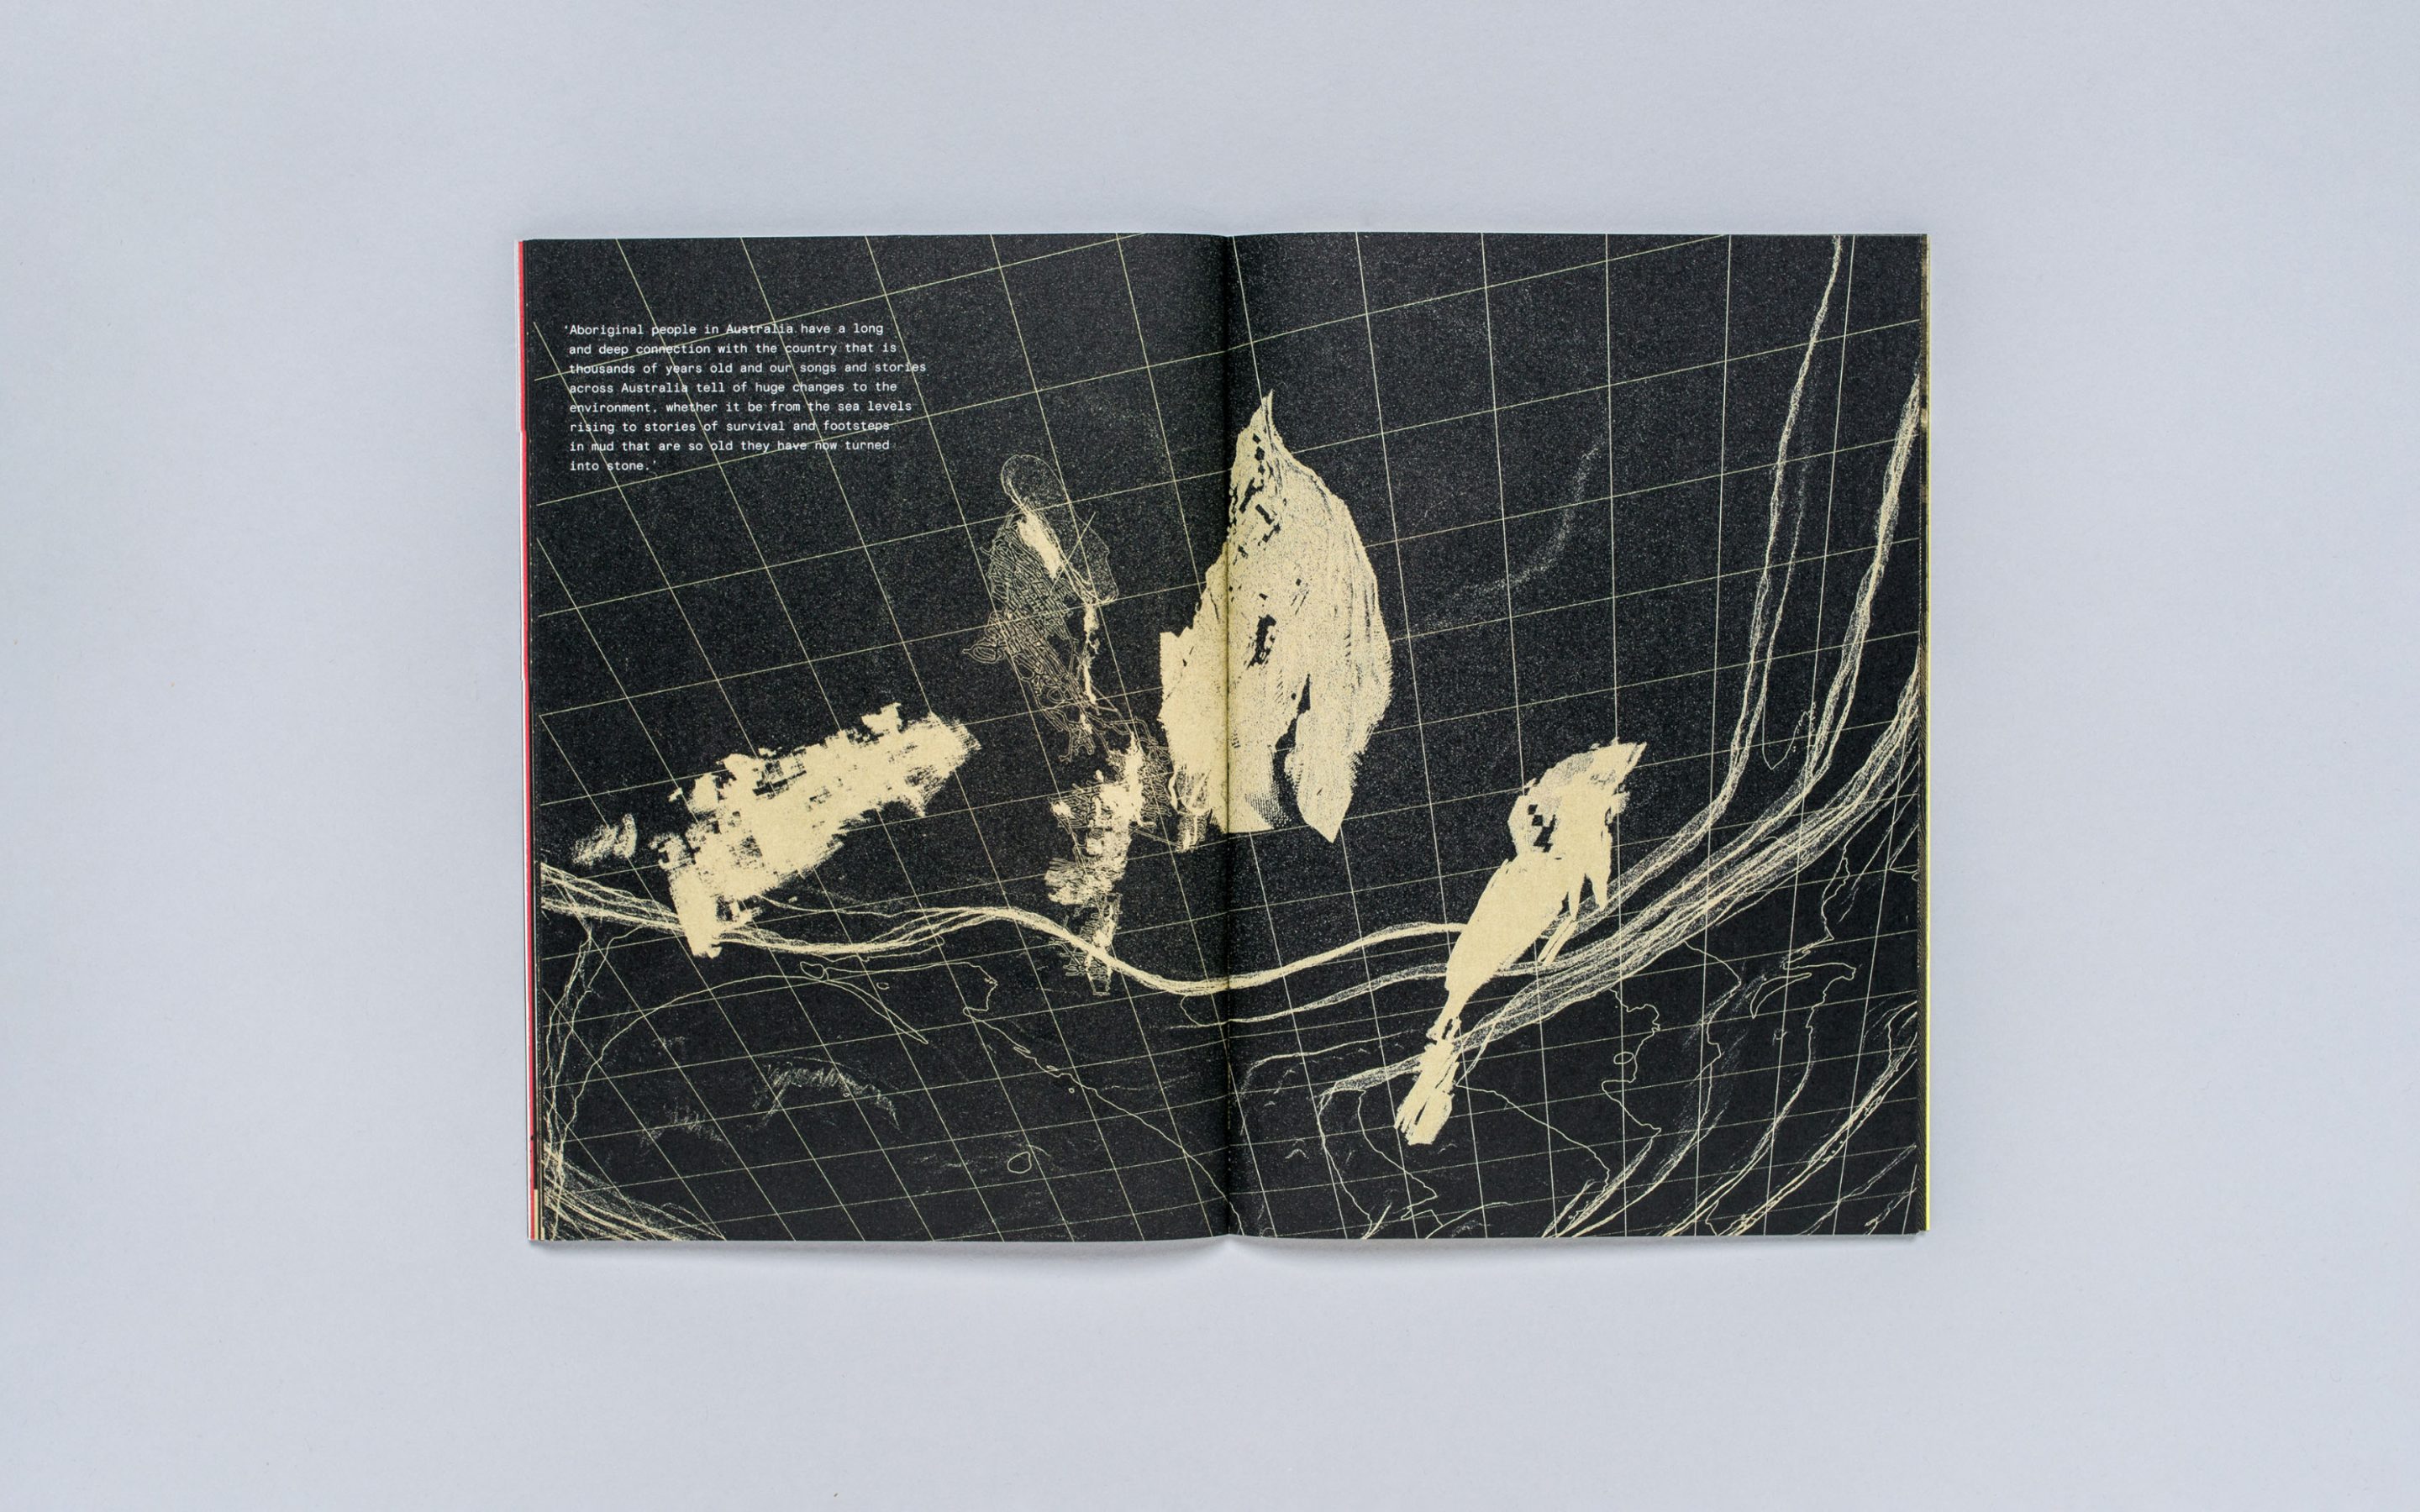 ‘Aboriginal people in Australia have a long
and deep connection with the country that is
thousands of years old and our songs and stories
across Australia tell of huge changes to the
environment, whether it be from the sea levels
rising to stories of survival and footsteps
in mud that are so old they have now turned
into stone.’